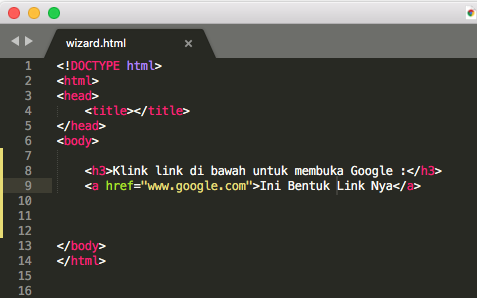 wizard.html ×
1 <!DOCTYPE html>
2 <html>
3 <head>
4 <title></title>
5 </head>
6 <body>
7
8 <h3>Klink link di bawah untuk membuka Google :</h3>
9 <a href="www.google.com">Ini Bentuk Link Nya</a>
10
11
12
13 </body>
14 </html>
15
16